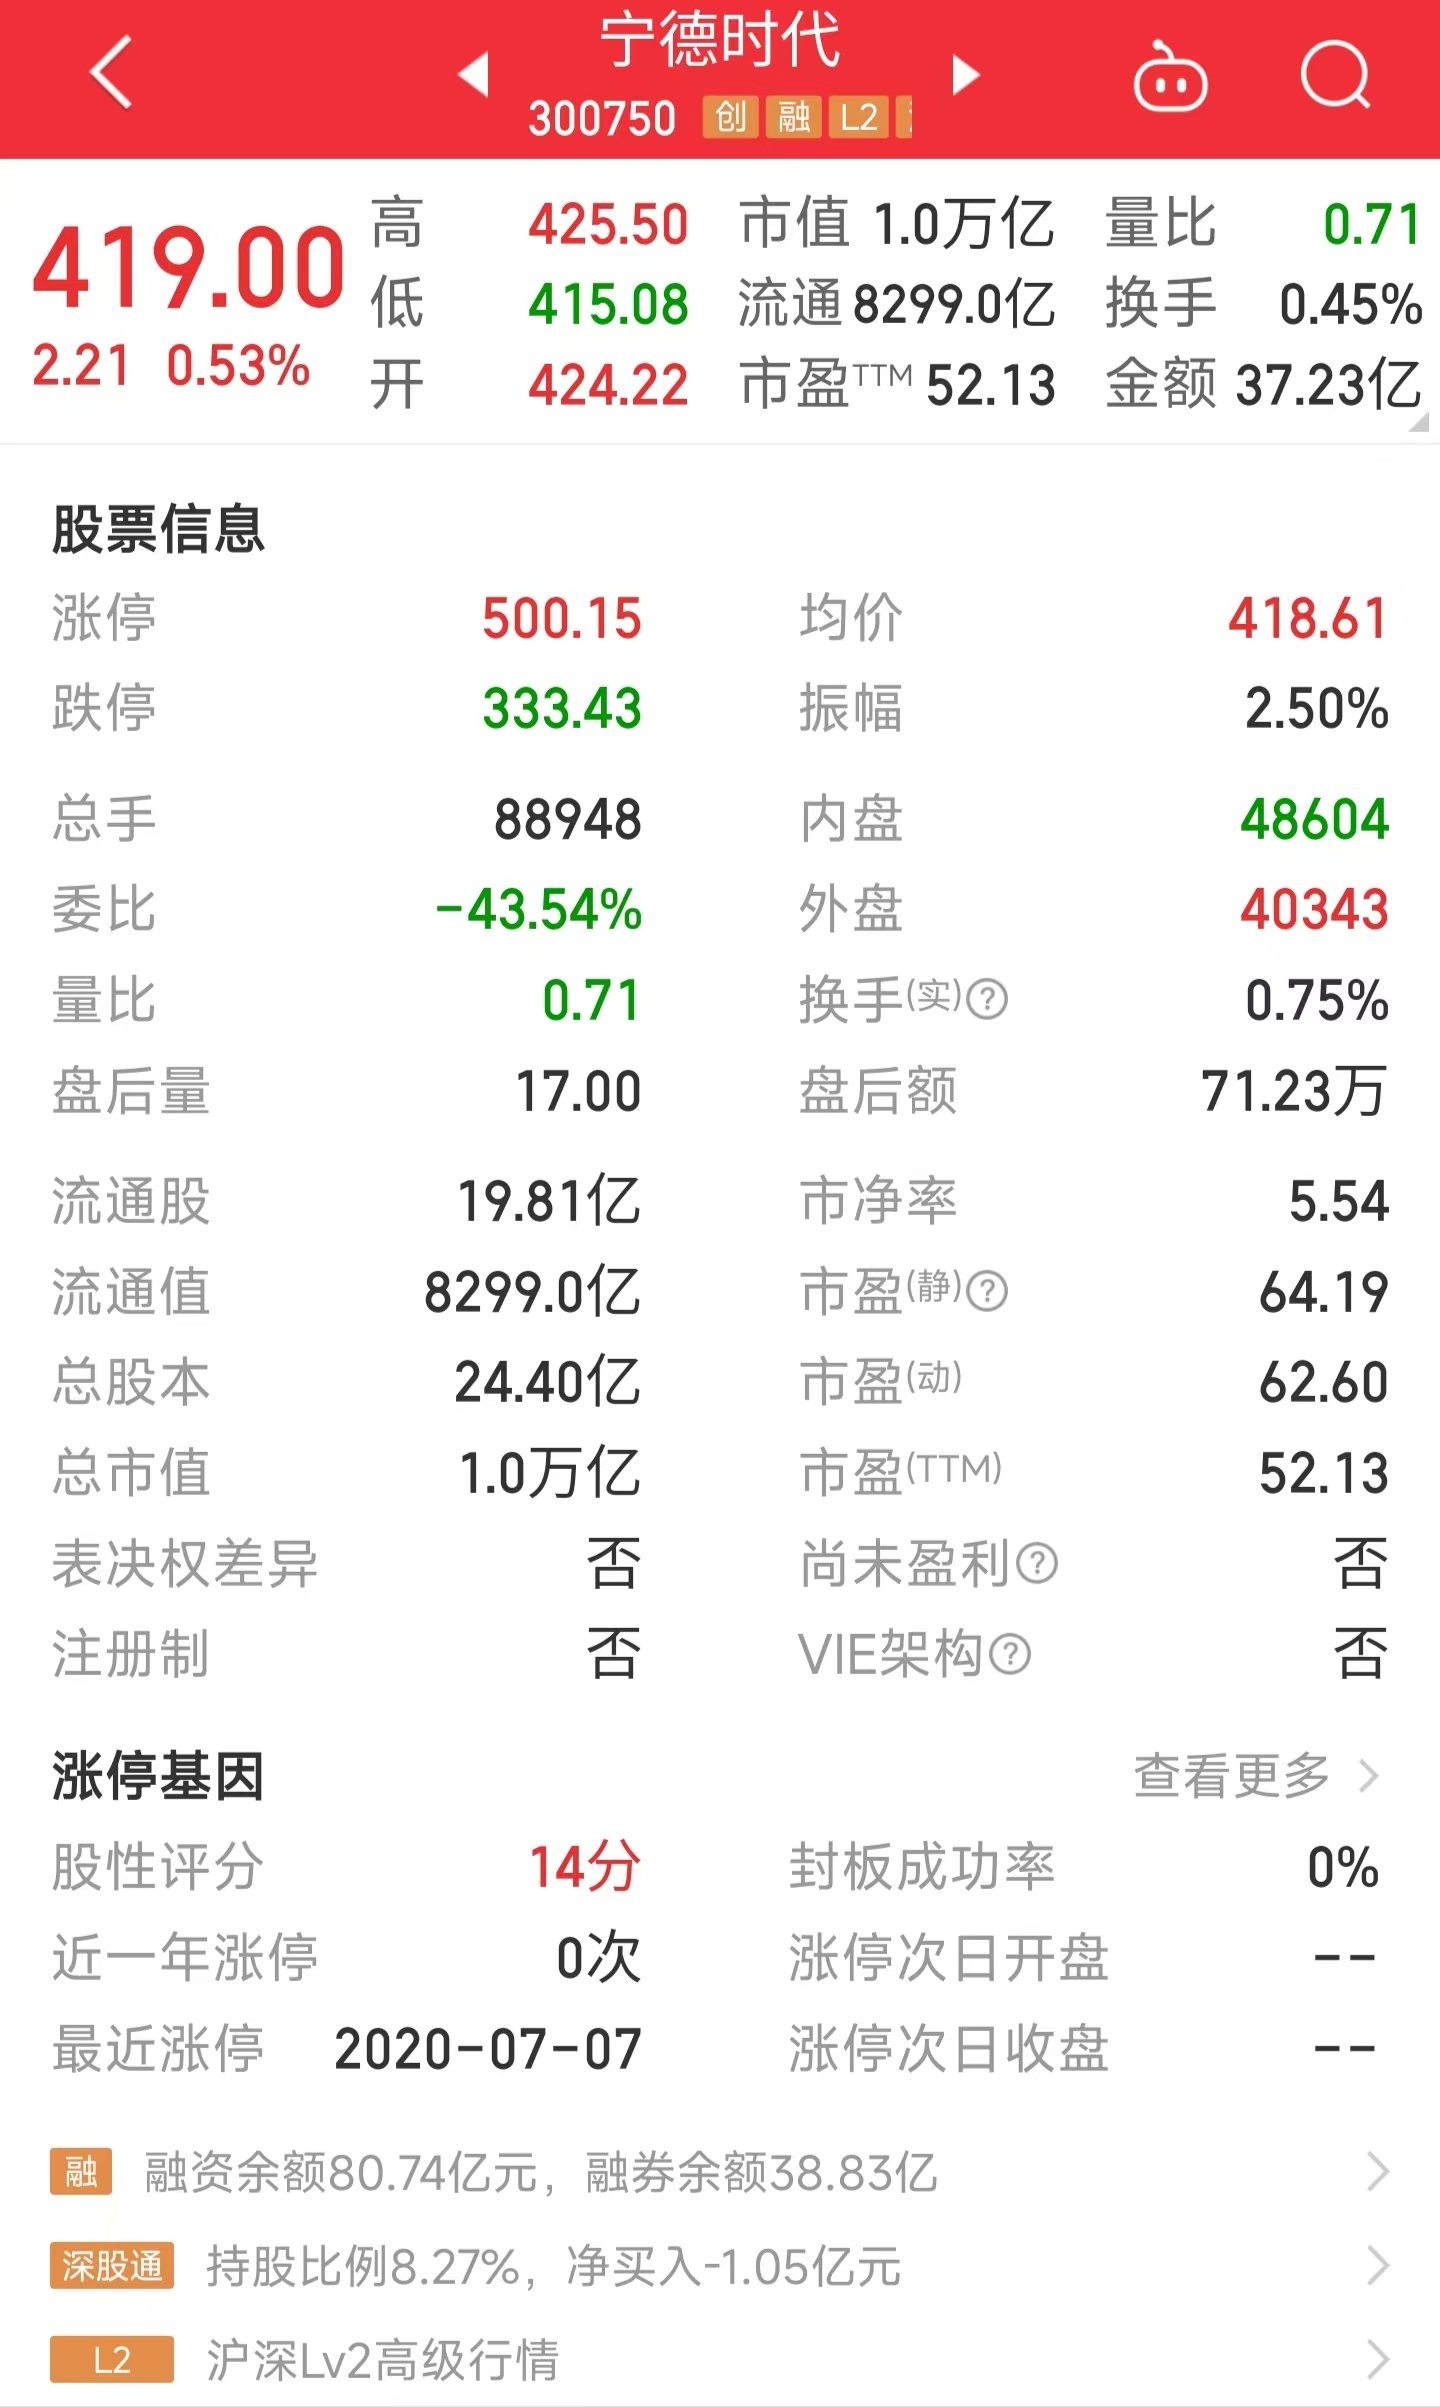 宁德时代
300750 创 融 L2
419.00
2.21 0.53%
高 425.50 市值 1.0万亿 量比 0.71
低 415.08 流通 8299.0亿 换手 0.45%
开 424.22 市盈TTM 52.13 金额 37.23亿
股票信息
涨停 500.15 均价 418.61
跌停 333.43 振幅 2.50%
总手 88948 内盘 48604
委比 -43.54% 外盘 40343
量比 0.71 换手(实)? 0.75%
盘后量 17.00 盘后额 71.23万
流通股 19.81亿 市净率 5.54
流通值 8299.0亿 市盈(静)? 64.19
总股本 24.40亿 市盈(动) 62.60
总市值 1.0万亿 市盈(TTM) 52.13
表决权差异 否 尚未盈利? 否
注册制 否 VIE架构? 否
涨停基因 查看更多
股性评分 14分 封板成功率 0%
近一年涨停 0次 涨停次日开盘 --
最近涨停 2020-07-07 涨停次日收盘 --
融 融资余额80.74亿元，融券余额38.83亿
深股通 持股比例8.27%，净买入-1.05亿元
L2 沪深Lv2高级行情